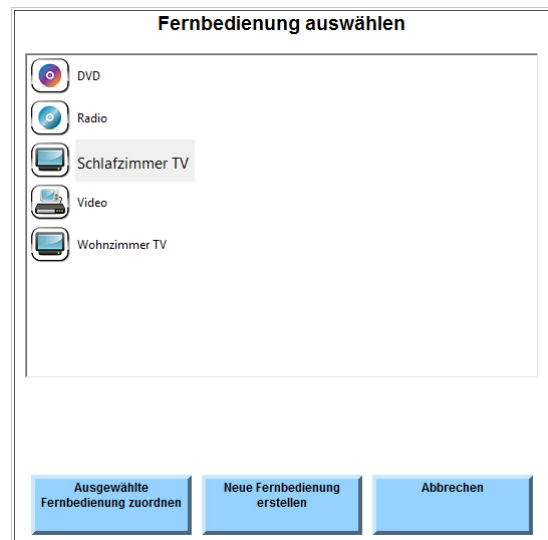 Fernbedienung auswählen
DVD
Radio
Schlafzimmer TV
Video
Wohnzimmer TV
Ausgewählte
Fernbedienung zuordnen
Neue Fernbedienung
erstellen
Abbrechen